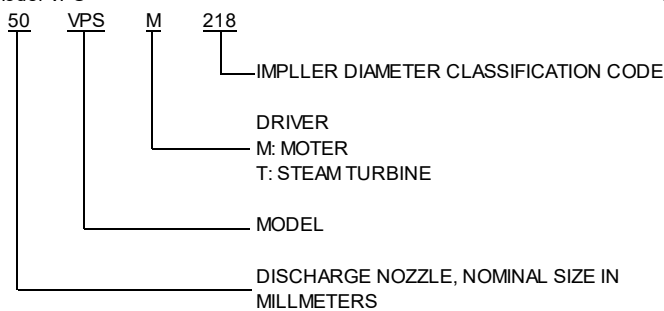 50 VPS M 218
IMPLLER DIAMETER CLASSIFICATION CODE
DRIVER
M: MOTER
T: STEAM TURBINE
MODEL
DISCHARGE NOZZLE, NOMINAL SIZE IN
MILLMETERS